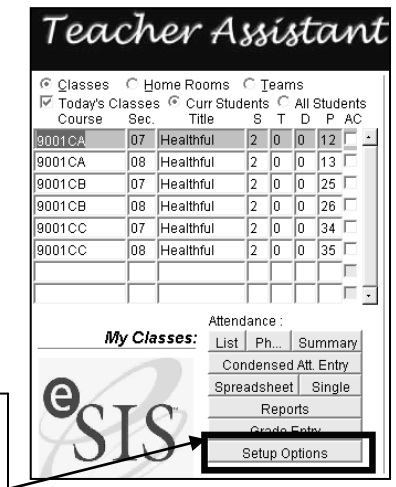 Teacher Assistant
Classes Home Rooms Teams
Today's Classes Curr Students All Students
Course Sec. Title S T D P AC
9001CA 07 Healthful 2 0 0 12
9001CA 08 Healthful 2 0 0 13
9001CB 07 Healthful 2 0 0 25
9001CB 08 Healthful 2 0 0 26
9001CC 07 Healthful 2 0 0 34
9001CC 08 Healthful 2 0 0 35
Attendance :
My Classes: List Ph... Summary
Condensed Att. Entry
Spreadsheet Single
Reports
Grade Entry
Setup Options
eSIS